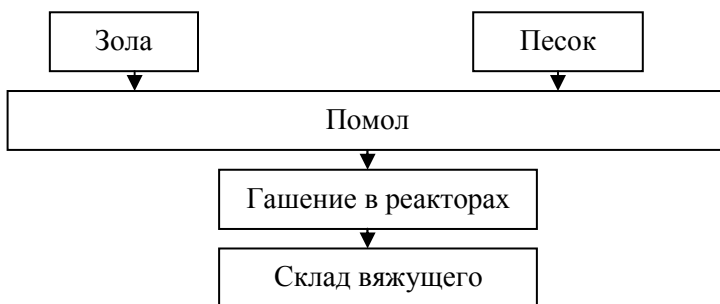 Зола
Песок
Помол
Гашение в реакторах
Склад вяжущего